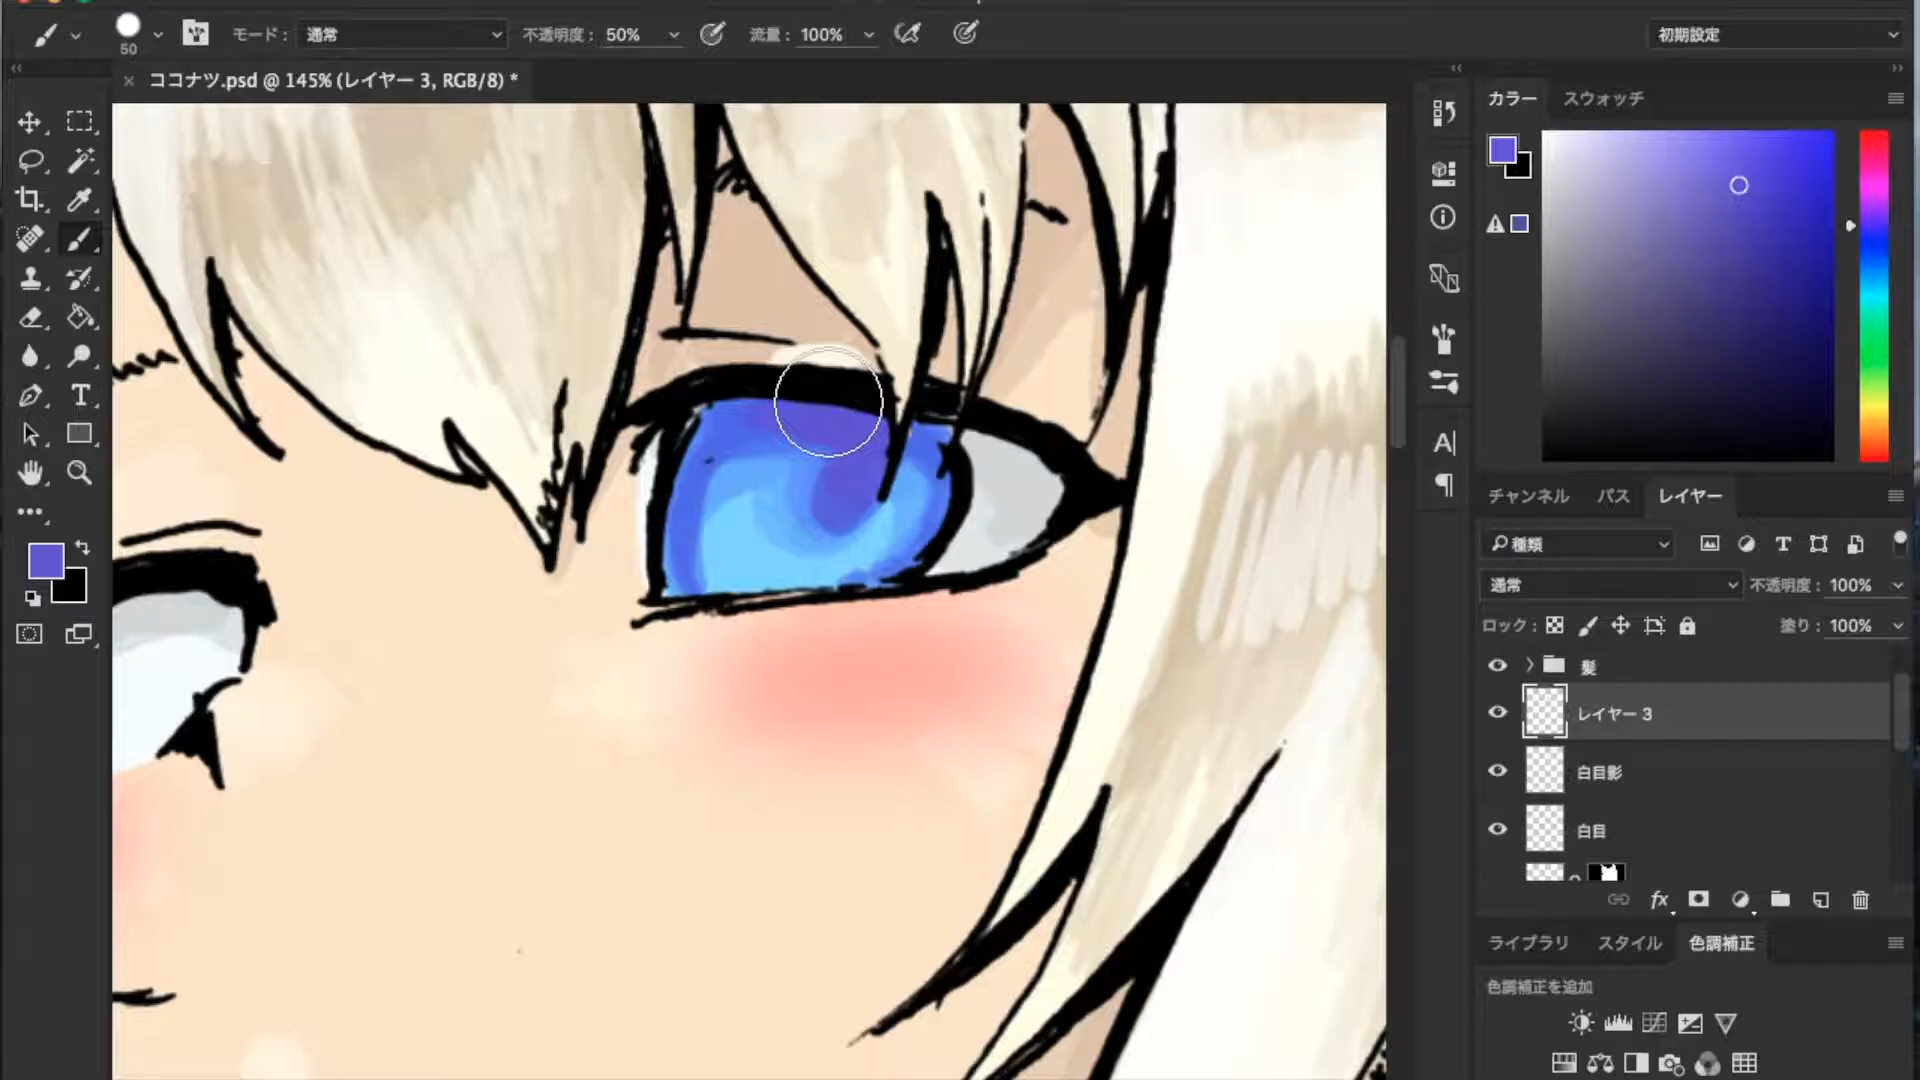 50
モード： 通常
不透明度： 50%
流量： 100%
初期設定
ココナツ.psd @ 145% (レイヤー 3, RGB/8) *
カラー スウォッチ
チャンネル パス レイヤー
種類
通常 不透明度： 100%
ロック： 塗り： 100%
髪
レイヤー 3
白目影
白目
fx
ライブラリ スタイル 色調補正
色調補正を追加